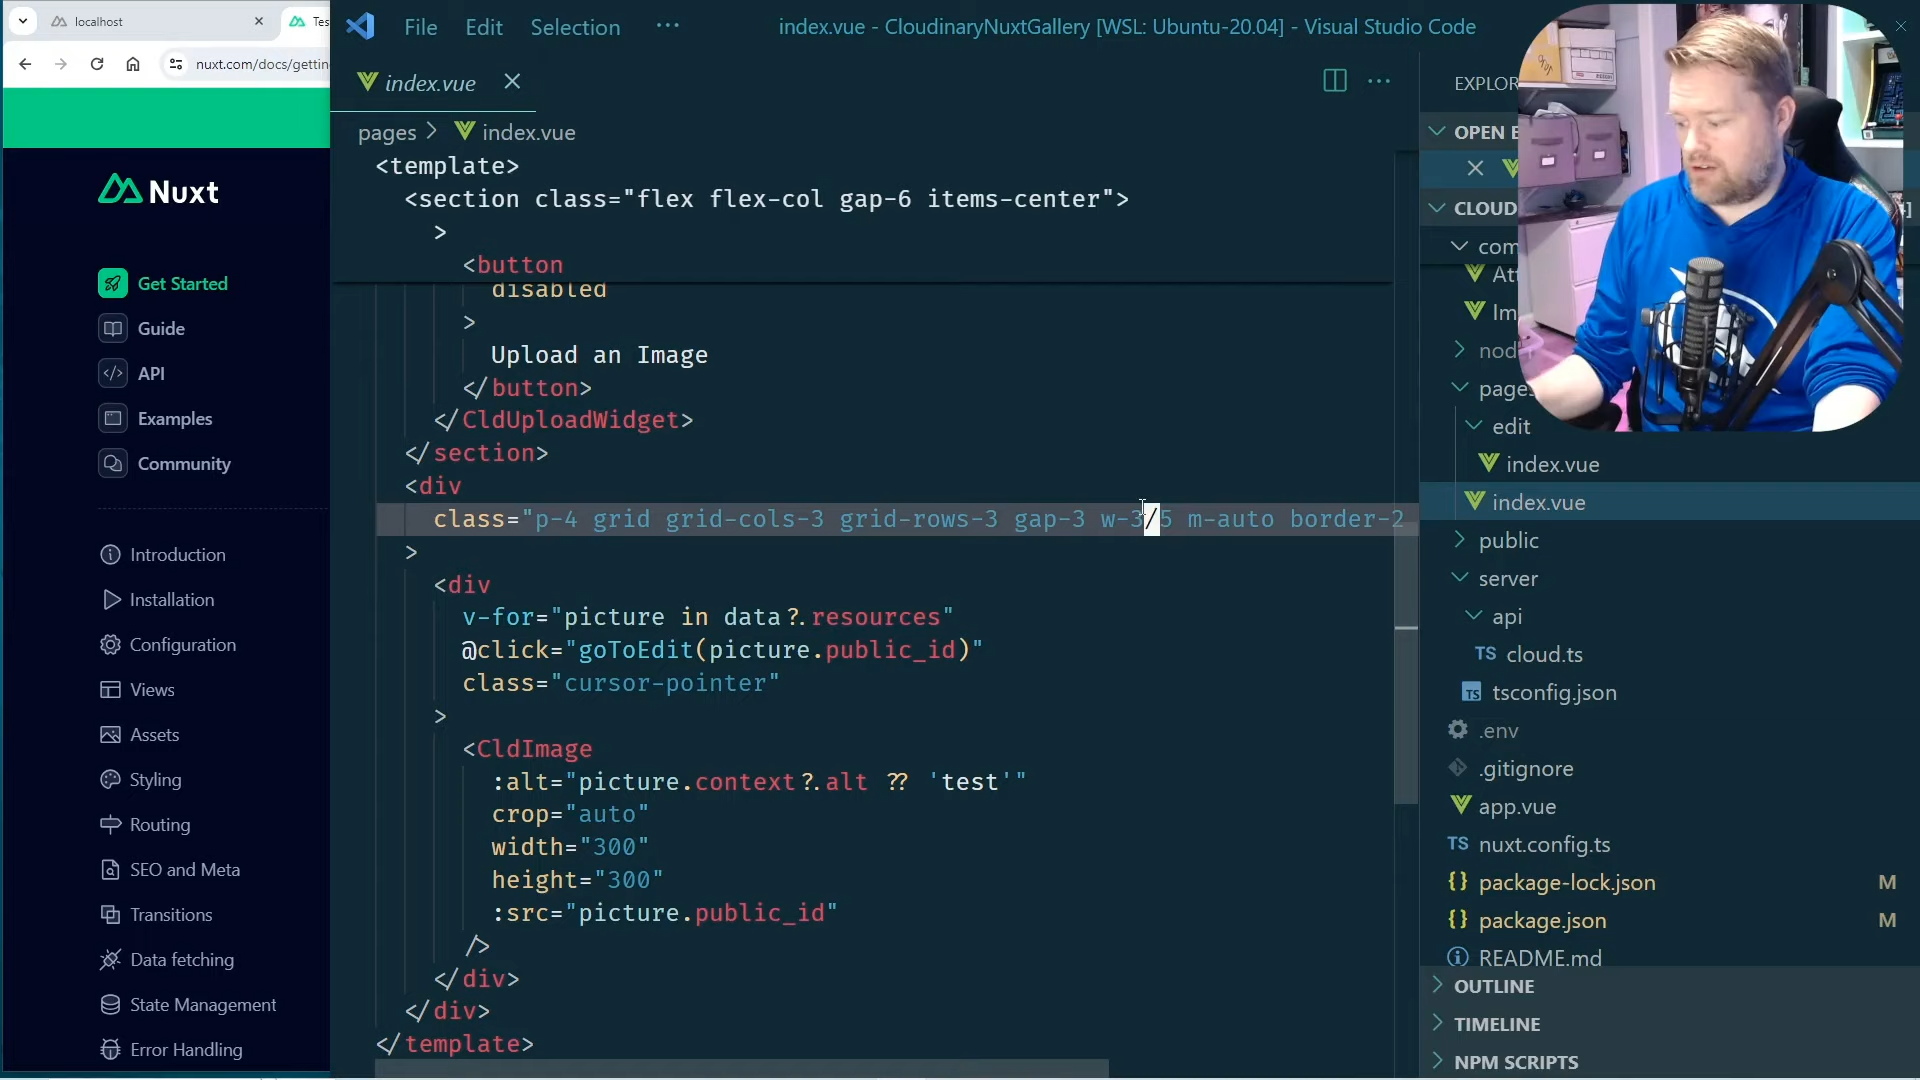 localhost
Tes
nuxt.com/docs/gettin
Nuxt
Get Started
Guide
API
Examples
Community
Introduction
Installation
Configuration
Views
Assets
Styling
Routing
SEO and Meta
Transitions
Data fetching
State Management
Error Handling
File Edit Selection ···
index.vue - CloudinaryNuxtGallery [WSL: Ubuntu-20.04] - Visual Studio Code
index.vue
pages > index.vue
<template>
<section class="flex flex-col gap-6 items-center">
>
<button
disabled
>
Upload an Image
</button>
</CldUploadWidget>
</section>
<div
class="p-4 grid grid-cols-3 grid-rows-3 gap-3 w-3/5 m-auto border-2
>
<div
v-for="picture in data?.resources"
@click="goToEdit(picture.public_id)"
class="cursor-pointer"
>
<CldImage
:alt="picture.context?.alt ?? 'test'"
crop="auto"
width="300"
height="300"
:src="picture.public_id"
/>
</div>
</div>
</template>
EXPLOR
OPEN E
CLOUD
com
Att
Im
nod
pages
edit
index.vue
index.vue
public
server
api
TS cloud.ts
TS tsconfig.json
.env
.gitignore
app.vue
TS nuxt.config.ts
{} package-lock.json M
{} package.json M
README.md
OUTLINE
TIMELINE
NPM SCRIPTS